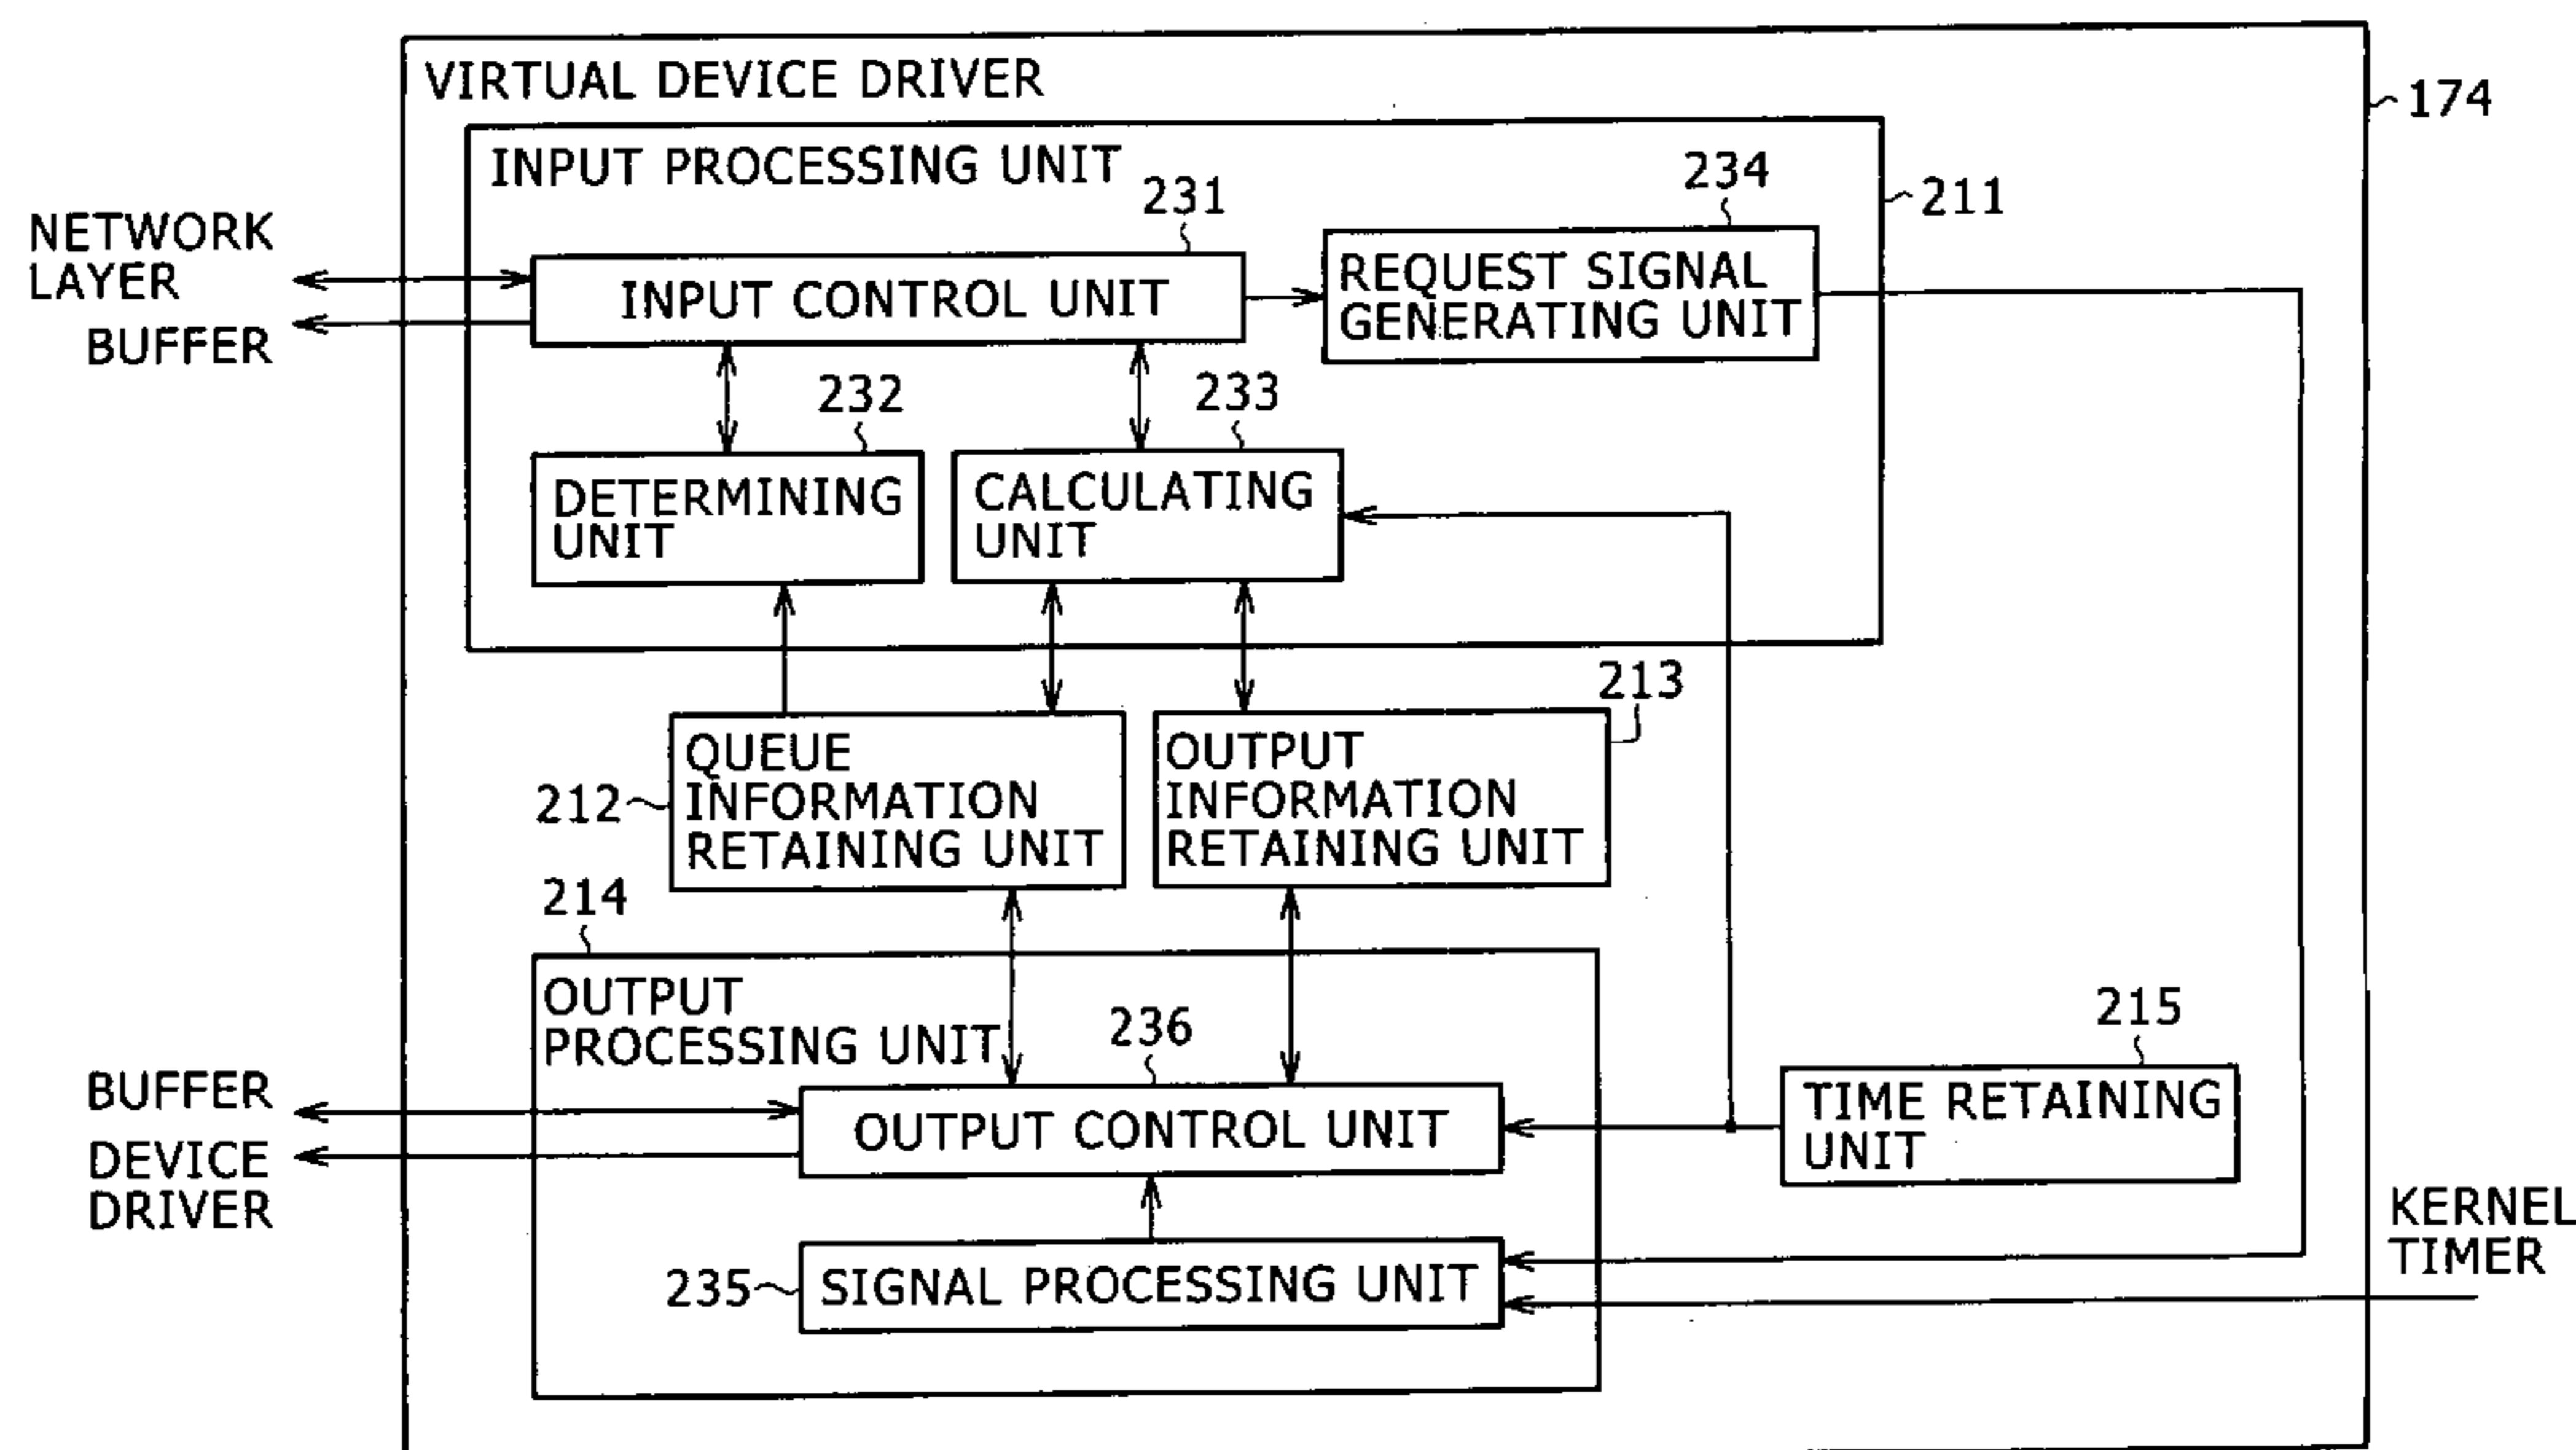 VIRTUAL DEVICE DRIVER
174
INPUT PROCESSING UNIT
231
234
211
NETWORK
LAYER
BUFFER
INPUT CONTROL UNIT
REQUEST SIGNAL
GENERATING UNIT
232
233
DETERMINING
UNIT
CALCULATING
UNIT
213
212
QUEUE
INFORMATION
RETAINING UNIT
OUTPUT
INFORMATION
RETAINING UNIT
214
OUTPUT
PROCESSING UNIT
236
215
BUFFER
DEVICE
DRIVER
OUTPUT CONTROL UNIT
TIME RETAINING
UNIT
KERNEL
TIMER
235
SIGNAL PROCESSING UNIT